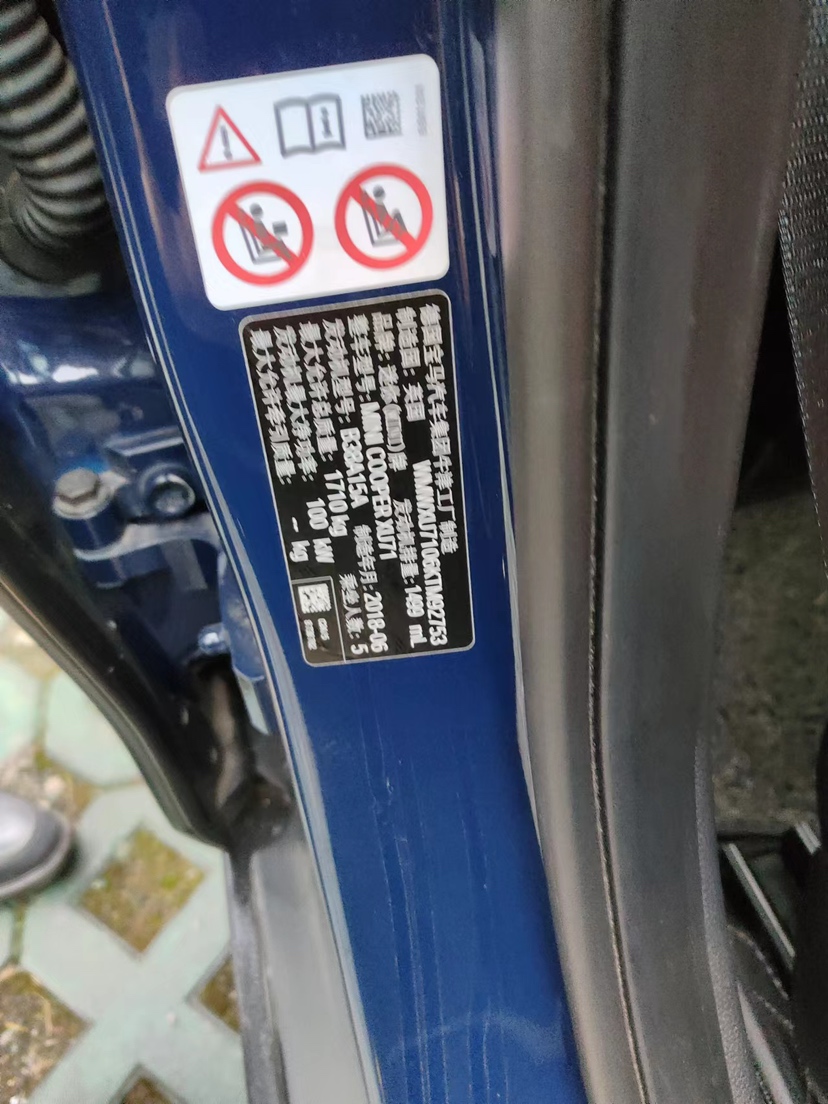 德国宝马汽车集团牛津工厂制造
制造国：英国 WMWXU7106KTM92753
品牌：迷你(MINI)牌 发动机排量：1499 mL
整车型号：MINI COOPER XU71
发动机型号：B38A15A 制造年月：2018-06
最大允许总质量：1710 kg 乘坐人数：5
发动机最大净功率：100 kW
最大允许牵引质量：- kg